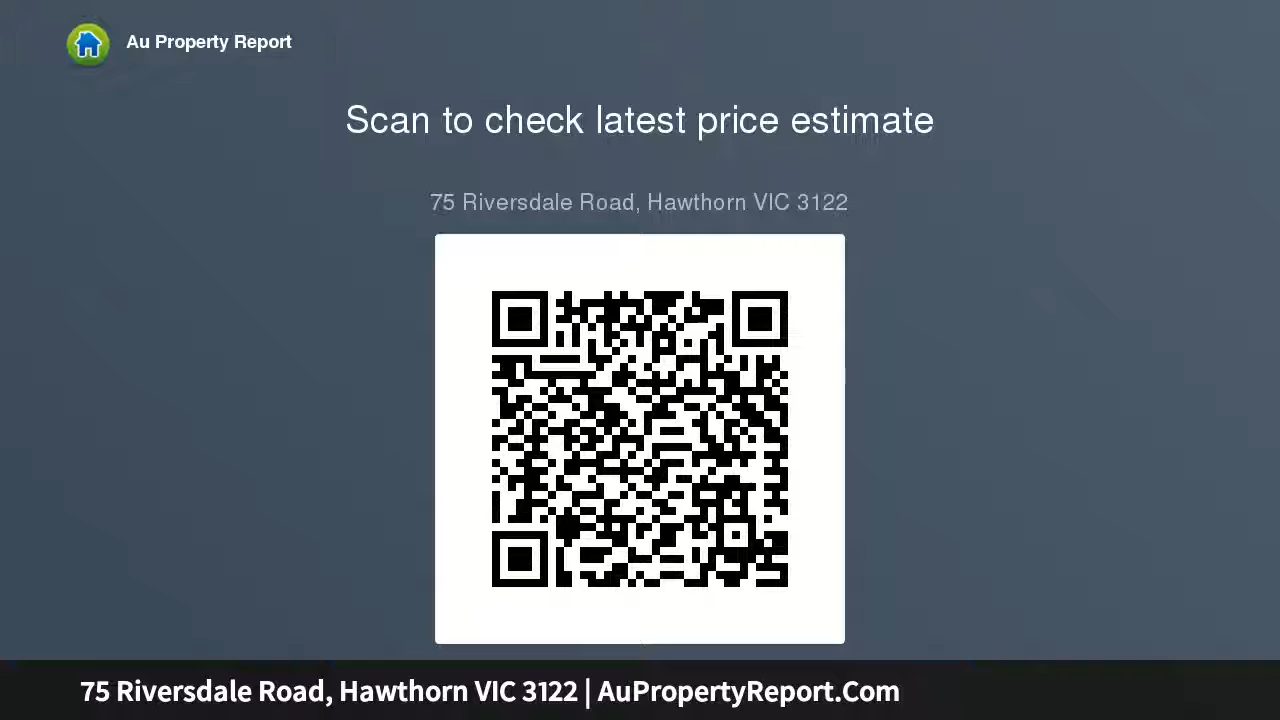 Au Property Report
Scan to check latest price estimate
75 Riversdale Road, Hawthorn VIC 3122
75 Riversdale Road, Hawthorn VIC 3122 | AuPropertyReport.Com